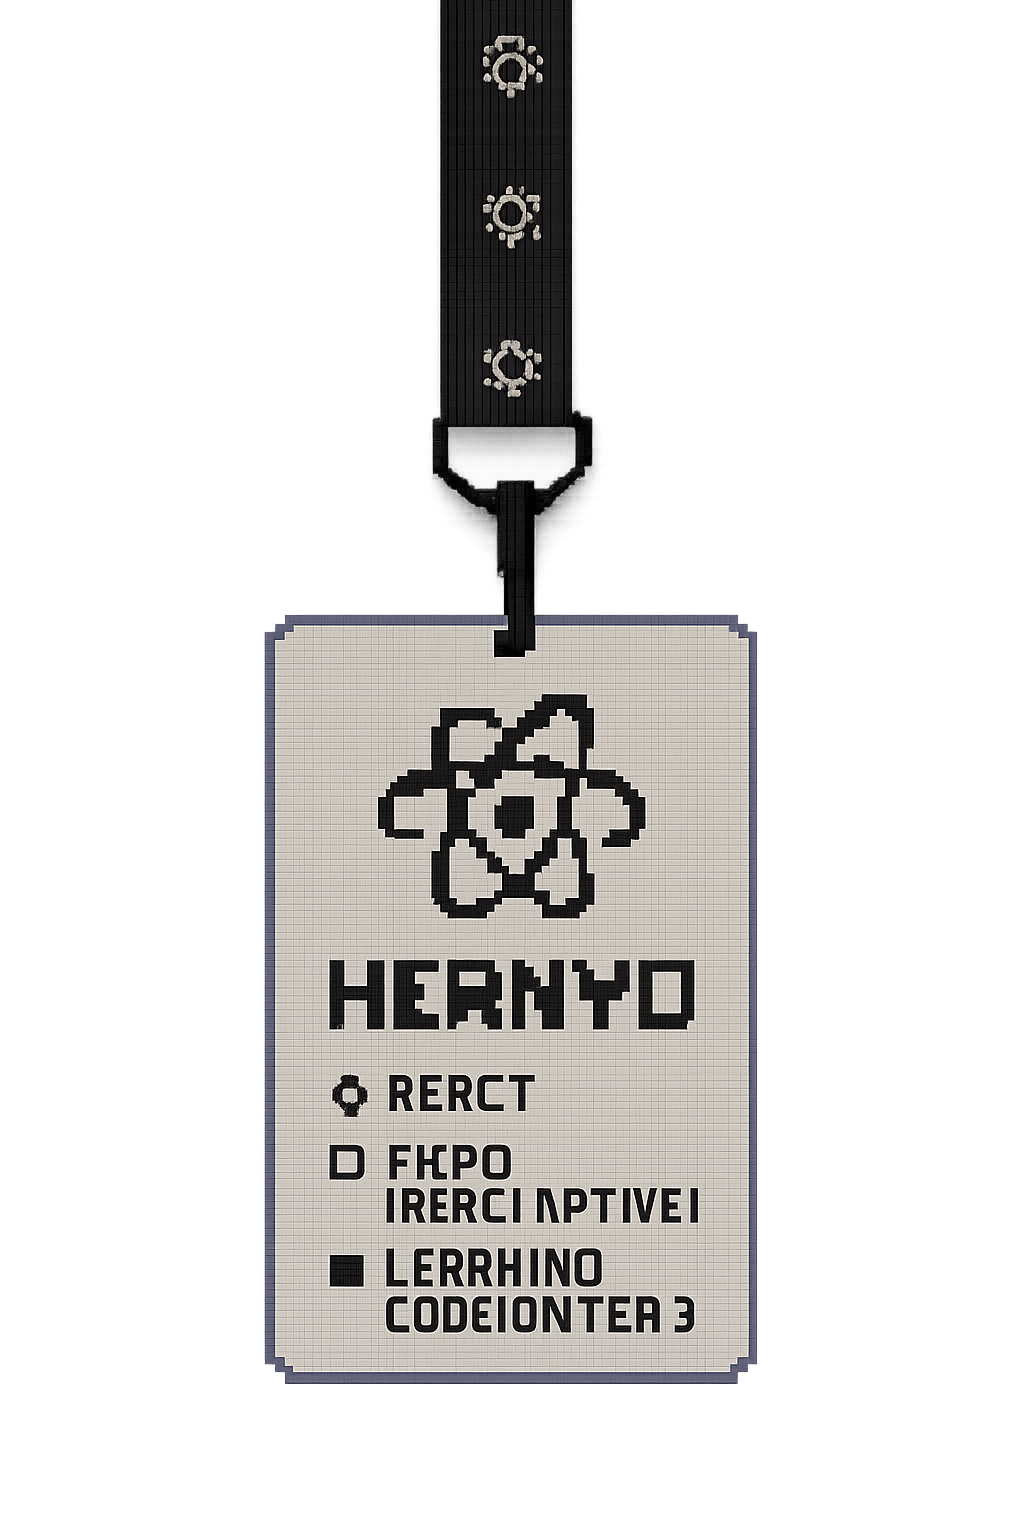 HERNYO
RERCT
FKPO
IRERCI NPTIVEI
LERRHINO
CODEIONTER 3